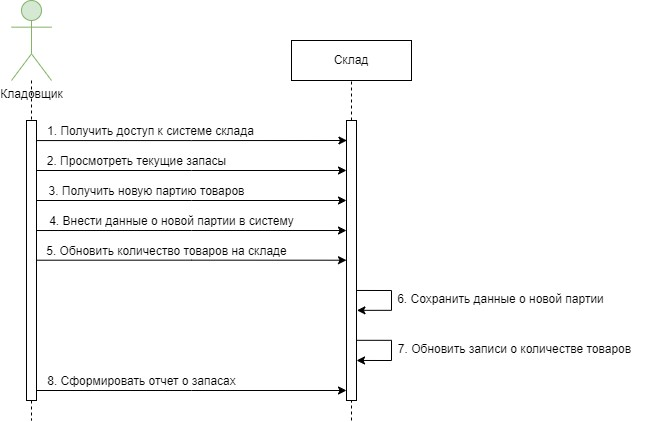 Склад
Кладовщик
1. Получить доступ к системе склада
2. Просмотреть текущие запасы
3. Получить новую партию товаров
4. Внести данные о новой партии в систему
5. Обновить количество товаров на складе
6. Сохранить данные о новой партии
7. Обновить записи о количестве товаров
8. Сформировать отчет о запасах